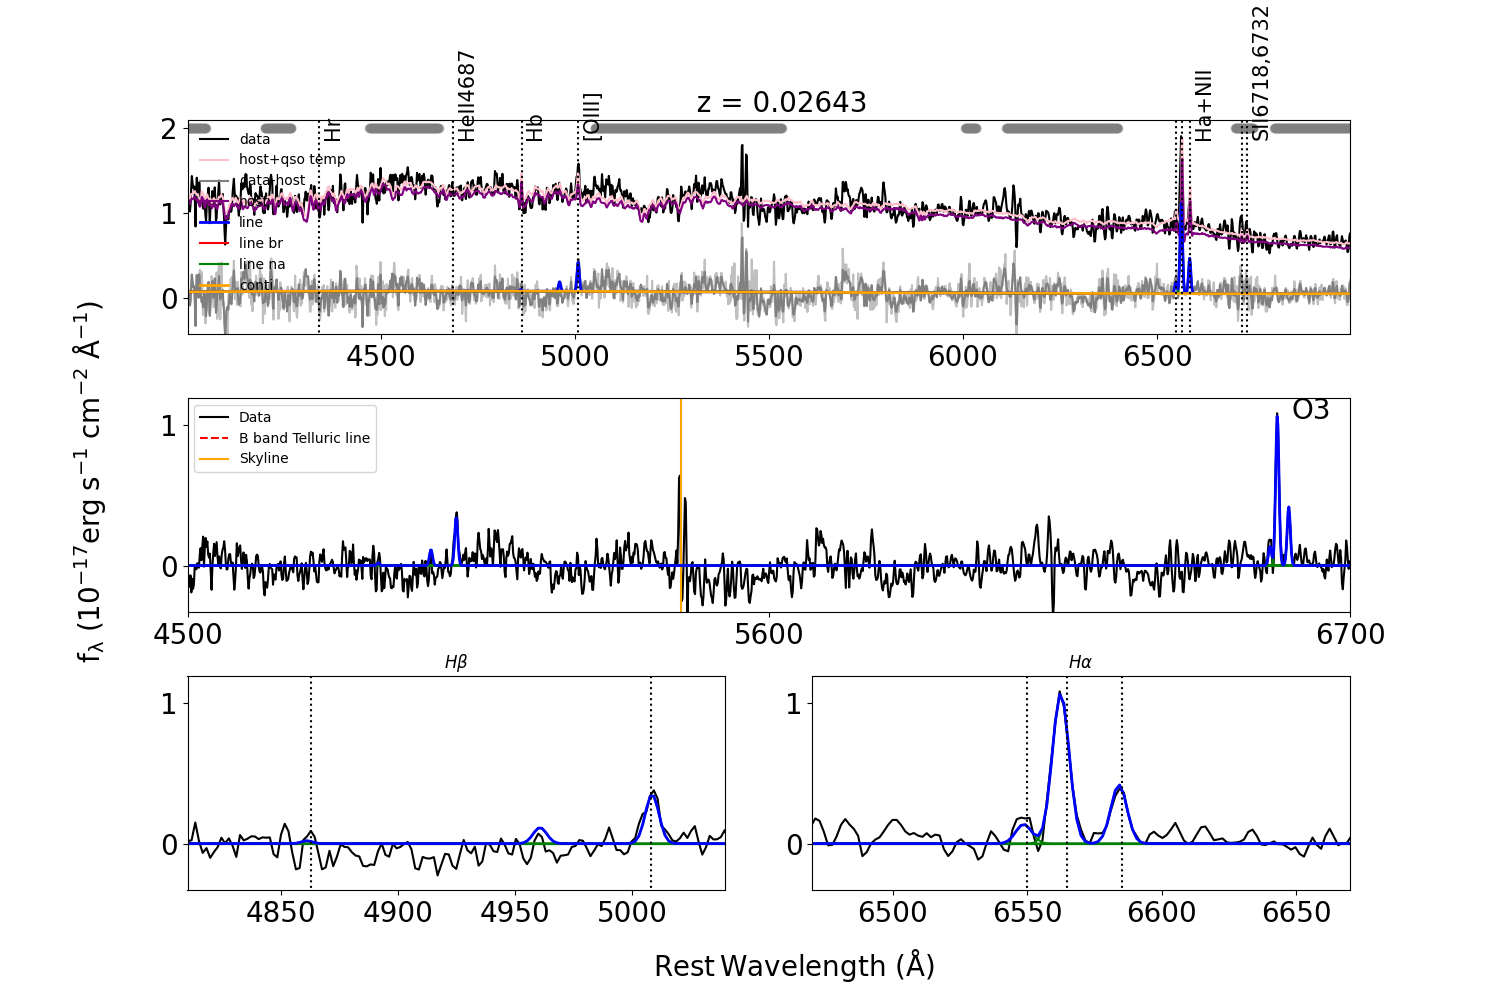 z = 0.02643
Hr
HeII4687
Hb
[OIII]
Ha+NII
SII6718,6732
2
1
0
data
host+qso temp
data-host
line
line br
line na
conti
4500 5000 5500 6000 6500
fλ (10⁻¹⁷erg s⁻¹ cm⁻² Å⁻¹)
1
0
Data
B band Telluric line
Skyline
O3
4500 5600 6700
Hβ
1
0
4850 4900 4950 5000
Hα
1
0
6500 6550 6600 6650
Rest Wavelength (Å)